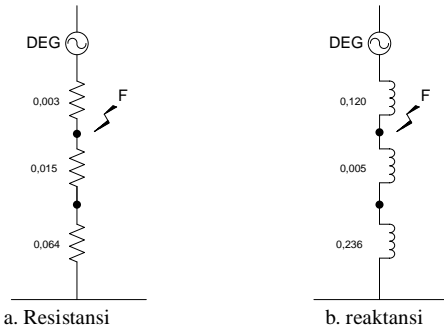 DEG
DEG
F
F
0,003
0,120
0,015
0,005
0,064
0,236
a. Resistansi
b. reaktansi